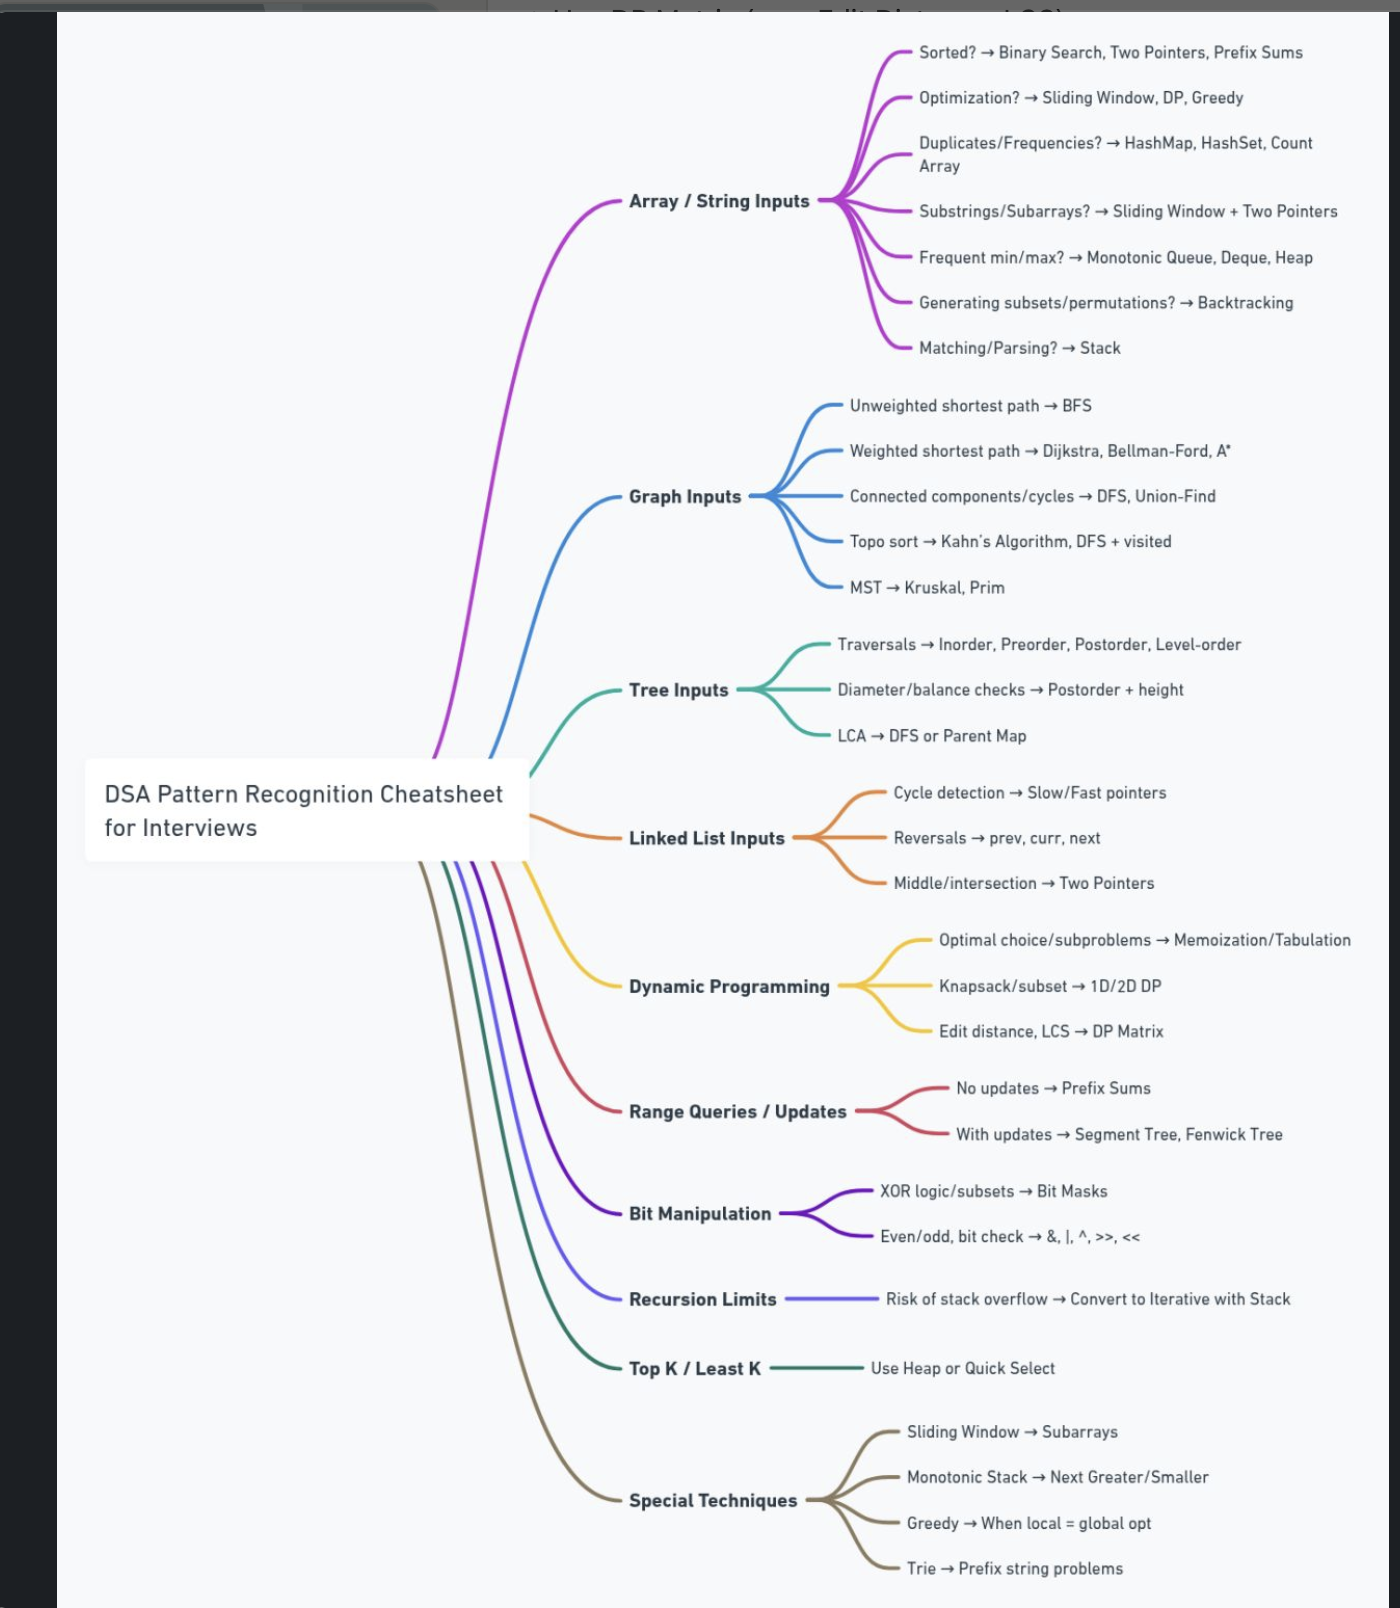 DSA Pattern Recognition Cheatsheet
for Interviews
Array / String Inputs
Sorted? → Binary Search, Two Pointers, Prefix Sums
Optimization? → Sliding Window, DP, Greedy
Duplicates/Frequencies? → HashMap, HashSet, Count
Array
Substrings/Subarrays? → Sliding Window + Two Pointers
Frequent min/max? → Monotonic Queue, Deque, Heap
Generating subsets/permutations? → Backtracking
Matching/Parsing? → Stack
Graph Inputs
Unweighted shortest path → BFS
Weighted shortest path → Dijkstra, Bellman-Ford, A*
Connected components/cycles → DFS, Union-Find
Topo sort → Kahn's Algorithm, DFS + visited
MST → Kruskal, Prim
Tree Inputs
Traversals → Inorder, Preorder, Postorder, Level-order
Diameter/balance checks → Postorder + height
LCA → DFS or Parent Map
Linked List Inputs
Cycle detection → Slow/Fast pointers
Reversals → prev, curr, next
Middle/intersection → Two Pointers
Dynamic Programming
Optimal choice/subproblems → Memoization/Tabulation
Knapsack/subset → 1D/2D DP
Edit distance, LCS → DP Matrix
Range Queries / Updates
No updates → Prefix Sums
With updates → Segment Tree, Fenwick Tree
Bit Manipulation
XOR logic/subsets → Bit Masks
Even/odd, bit check → &, |, ^, >>, <<
Recursion Limits
Risk of stack overflow → Convert to Iterative with Stack
Top K / Least K
Use Heap or Quick Select
Special Techniques
Sliding Window → Subarrays
Monotonic Stack → Next Greater/Smaller
Greedy → When local = global opt
Trie → Prefix string problems